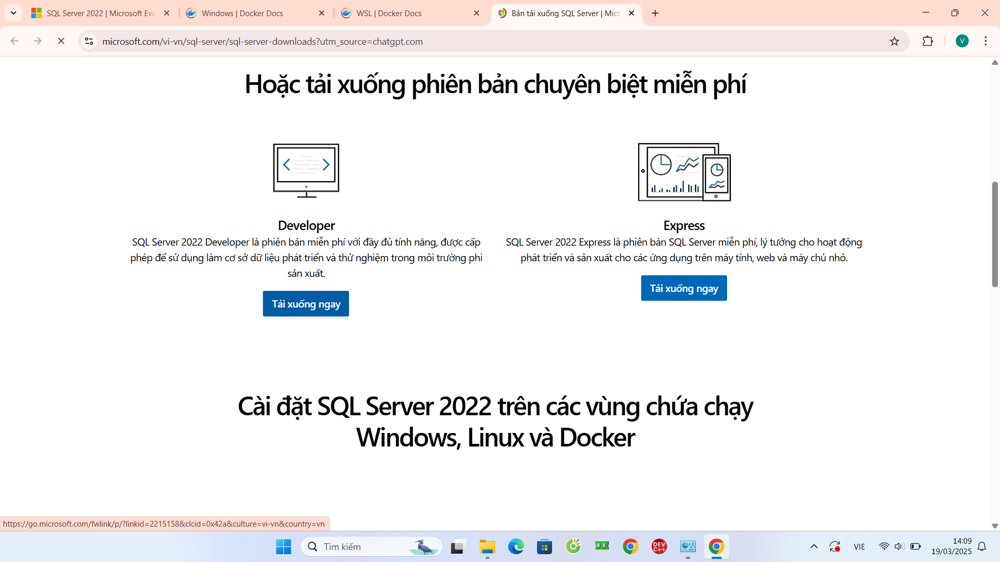 SQL Server 2022 | Microsoft Eva
Windows | Docker Docs
WSL | Docker Docs
Bản tải xuống SQL Server | Micr
microsoft.com/vi-vn/sql-server/sql-server-downloads?utm_source=chatgpt.com
V
Hoặc tải xuống phiên bản chuyên biệt miễn phí
Developer
SQL Server 2022 Developer là phiên bản miễn phí với đầy đủ tính năng, được cấp
phép để sử dụng làm cơ sở dữ liệu phát triển và thử nghiệm trong môi trường phi
sản xuất.
Tải xuống ngay
Express
SQL Server 2022 Express là phiên bản SQL Server miễn phí, lý tưởng cho hoạt động
phát triển và sản xuất cho các ứng dụng trên máy tính, web và máy chủ nhỏ.
Tải xuống ngay
Cài đặt SQL Server 2022 trên các vùng chứa chạy
Windows, Linux và Docker
https://go.microsoft.com/fwlink/p/?linkid=2215158&clcid=0x42a&culture=vi-vn&country=vn
Tìm kiếm
DEV
C++
VIE
14:09
19/03/2025